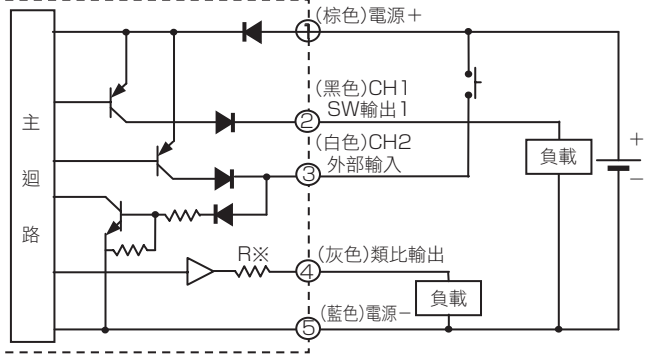 (棕色)電源＋
①
(黑色)CH1
SW輸出1
②
(白色)CH2
外部輸入
③
主迴路
負載
＋
－
R※
(灰色)類比輸出
④
負載
(藍色)電源－
⑤